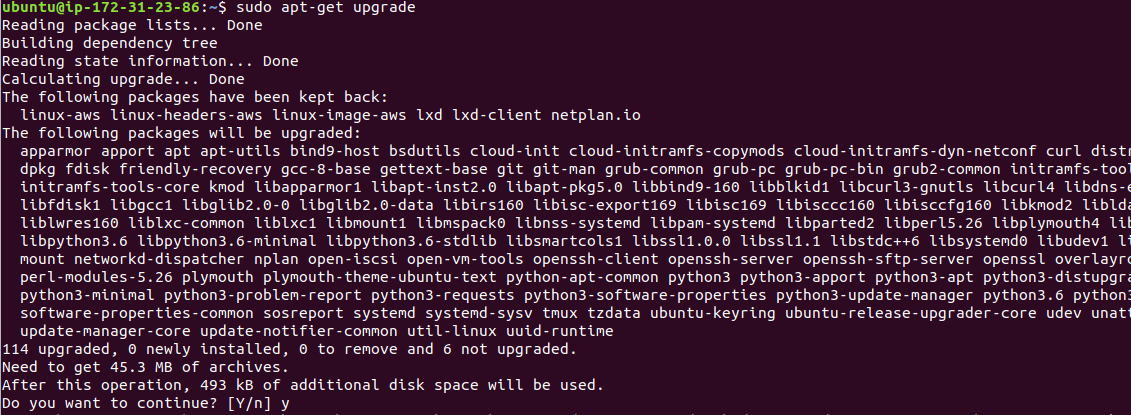 ubuntu@ip-172-31-23-86:~$ sudo apt-get upgrade
Reading package lists... Done
Building dependency tree
Reading state information... Done
Calculating upgrade... Done
The following packages have been kept back:
  linux-aws linux-headers-aws linux-image-aws lxd lxd-client netplan.io
The following packages will be upgraded:
  apparmor apport apt apt-utils bind9-host bsdutils cloud-init cloud-initramfs-copymods cloud-initramfs-dyn-netconf curl distr
  dpkg fdisk friendly-recovery gcc-8-base gettext-base git git-man grub-common grub-pc grub-pc-bin grub2-common initramfs-tool
  initramfs-tools-core kmod libapparmor1 libapt-inst2.0 libapt-pkg5.0 libbind9-160 libblkid1 libcurl3-gnutls libcurl4 libdns-e
  libfdisk1 libgcc1 libglib2.0-0 libglib2.0-data libirs160 libisc-export169 libisc169 libisccc160 libisccfg160 libkmod2 liblda
  liblwres160 liblxc-common liblxc1 libmount1 libmspack0 libnss-systemd libpam-systemd libparted2 libperl5.26 libplymouth4 lib
  libpython3.6 libpython3.6-minimal libpython3.6-stdlib libsmartcols1 libssl1.0.0 libssl1.1 libstdc++6 libsystemd0 libudev1 li
  mount networkd-dispatcher nplan open-iscsi open-vm-tools openssh-client openssh-server openssh-sftp-server openssl overlayro
  perl-modules-5.26 plymouth plymouth-theme-ubuntu-text python-apt-common python3 python3-apport python3-apt python3-distupgra
  python3-minimal python3-problem-report python3-requests python3-software-properties python3-update-manager python3.6 python3
  software-properties-common sosreport systemd systemd-sysv tmux tzdata ubuntu-keyring ubuntu-release-upgrader-core udev unatt
  update-manager-core update-notifier-common util-linux uuid-runtime
114 upgraded, 0 newly installed, 0 to remove and 6 not upgraded.
Need to get 45.3 MB of archives.
After this operation, 493 kB of additional disk space will be used.
Do you want to continue? [Y/n] y